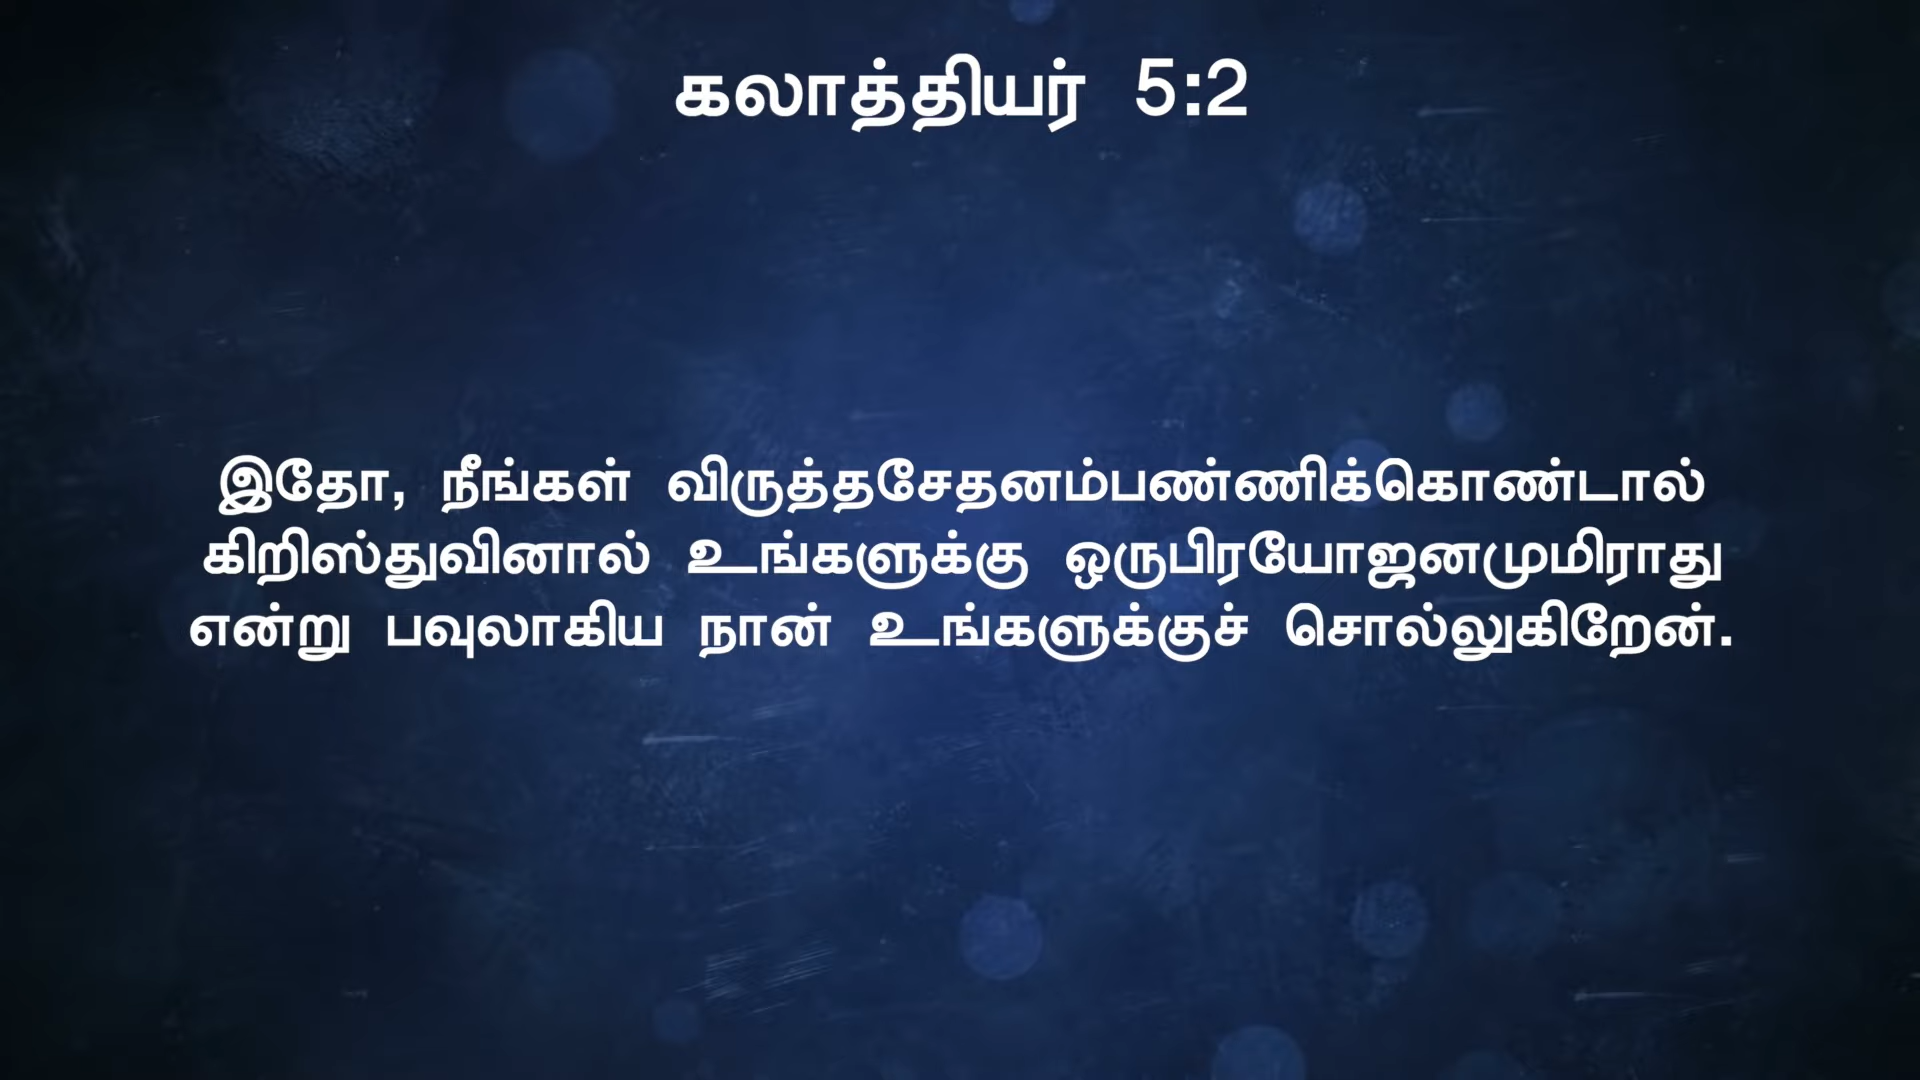 கலாத்தியர் 5:2
இதோ, நீங்கள் விருத்தசேதனம்பண்ணிக்கொண்டால்
கிறிஸ்துவினால் உங்களுக்கு ஒருபிரயோஜனமுமிராது
என்று பவுலாகிய நான் உங்களுக்குச் சொல்லுகிறேன்.